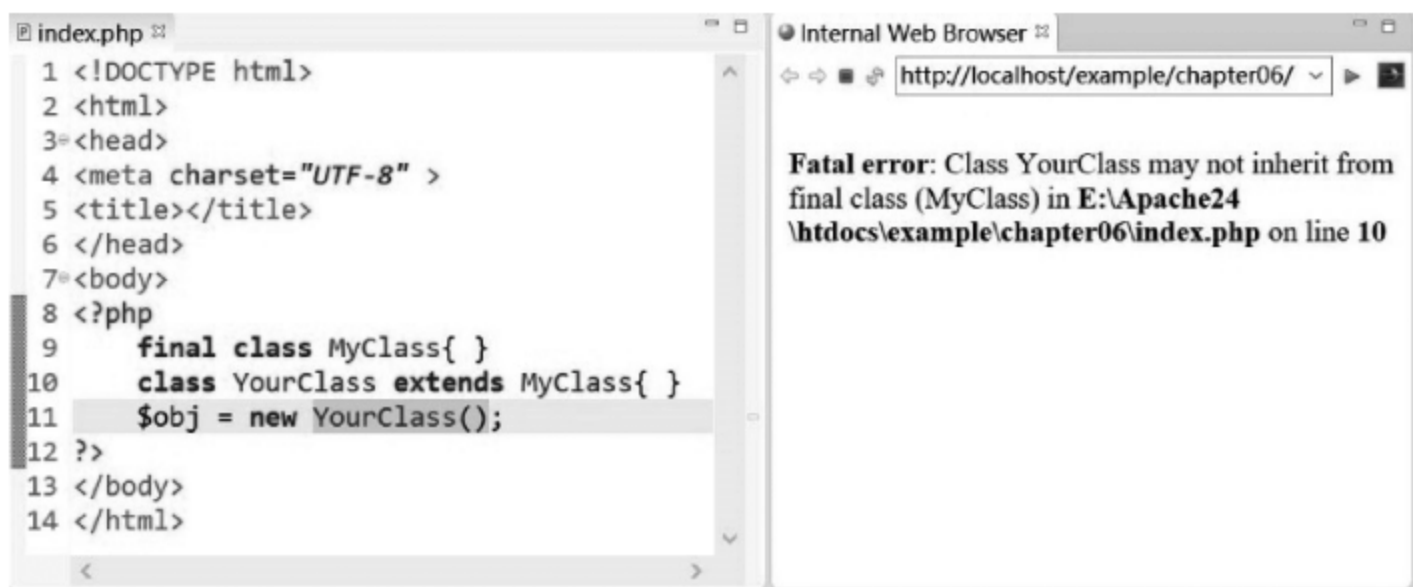 index.php
1 <!DOCTYPE html>
2 <html>
3 <head>
4 <meta charset="UTF-8" >
5 <title></title>
6 </head>
7 <body>
8 <?php
9 final class MyClass{ }
10 class YourClass extends MyClass{ }
11 $obj = new YourClass();
12 ?>
13 </body>
14 </html>
Internal Web Browser
http://localhost/example/chapter06/
Fatal error: Class YourClass may not inherit from
final class (MyClass) in E:\Apache24
\htdocs\example\chapter06\index.php on line 10